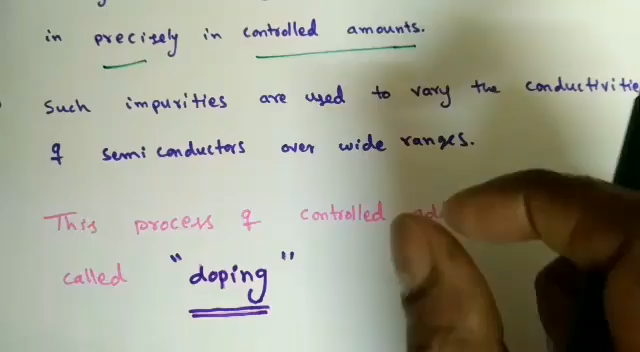 in precisely in controlled amounts.
Such impurities are used to vary the conductivitie
of semiconductors over wide ranges.
This process of controlled
called "doping"